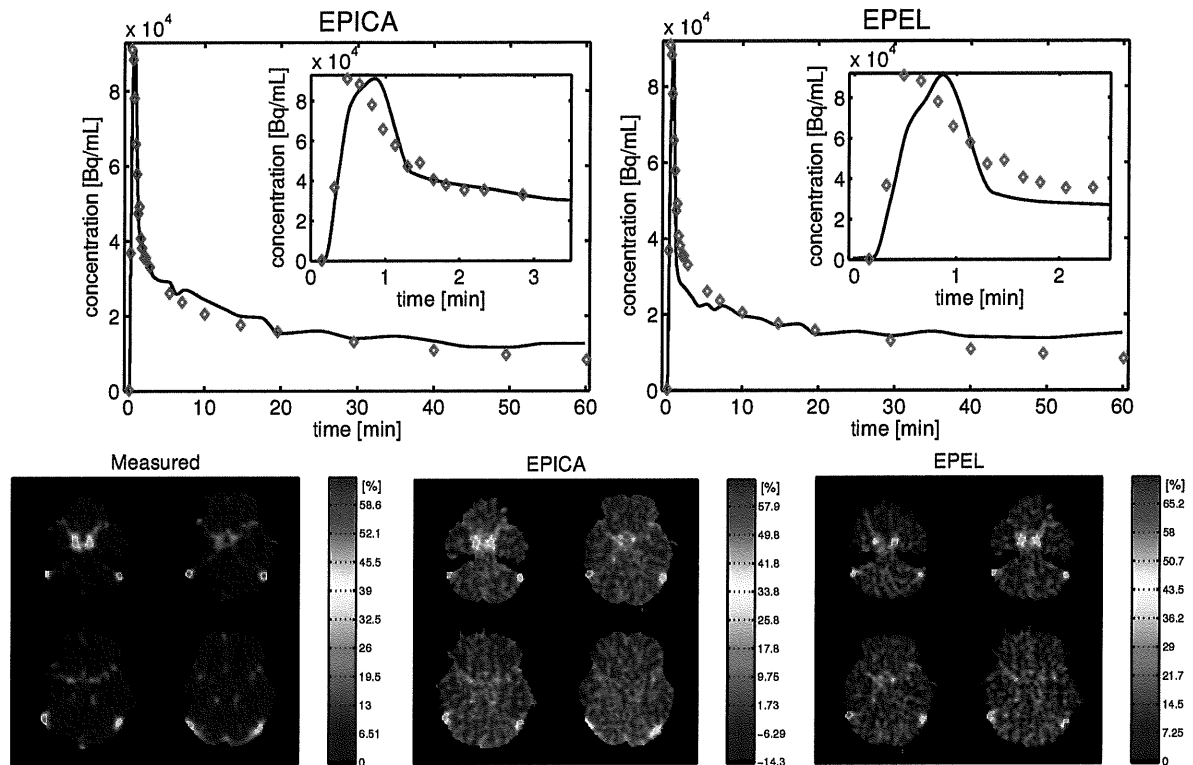 EPICA
x 10^4
concentration [Bq/mL]
8
6
4
2
0
0 10 20 30 40 50 60
time [min]
x 10^4
concentration [Bq/mL]
8
6
4
2
0
0 1 2 3
time [min]
EPEL
x 10^4
concentration [Bq/mL]
8
6
4
2
0
0 10 20 30 40 50 60
time [min]
x 10^4
concentration [Bq/mL]
8
6
4
2
0
0 1 2
time [min]
Measured
[%]
58.6
52.1
45.5
39
32.5
26
19.5
13
6.51
0
EPICA
[%]
57.9
49.8
41.8
33.8
25.8
17.8
9.75
1.73
−6.29
−14.3
EPEL
[%]
65.2
58
50.7
43.5
36.2
29
21.7
14.5
7.25
0